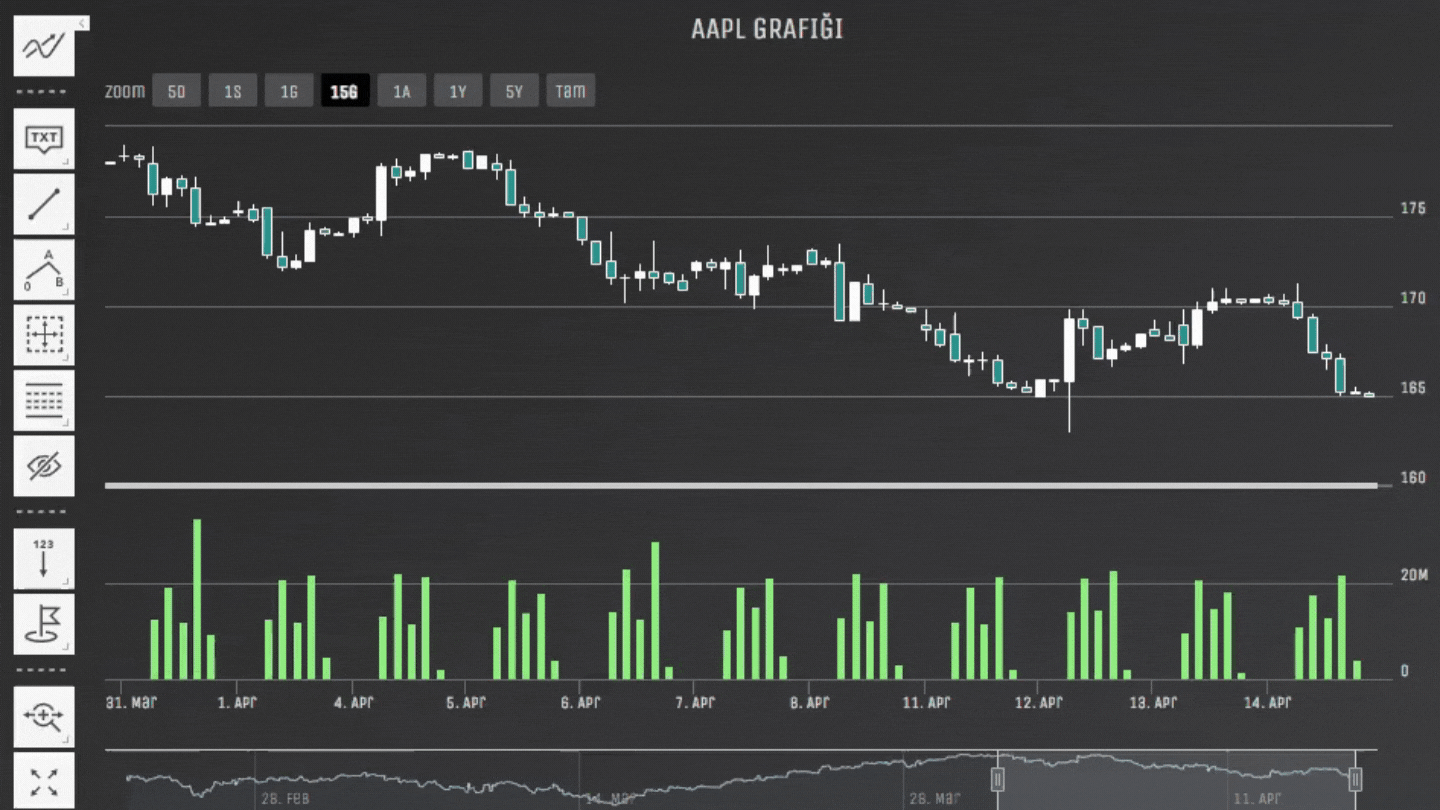 AAPL GRAFIĞI
zoom 5D 1S 1G 15G 1A 1Y 5Y Tam
TXT
A
0 B
123
175
170
165
160
20M
0
31. Mar 1. Apr 4. Apr 5. Apr 6. Apr 7. Apr 8. Apr 11. Apr 12. Apr 13. Apr 14. Apr
28. Feb 14. Mar 28. Mar 11. Apr